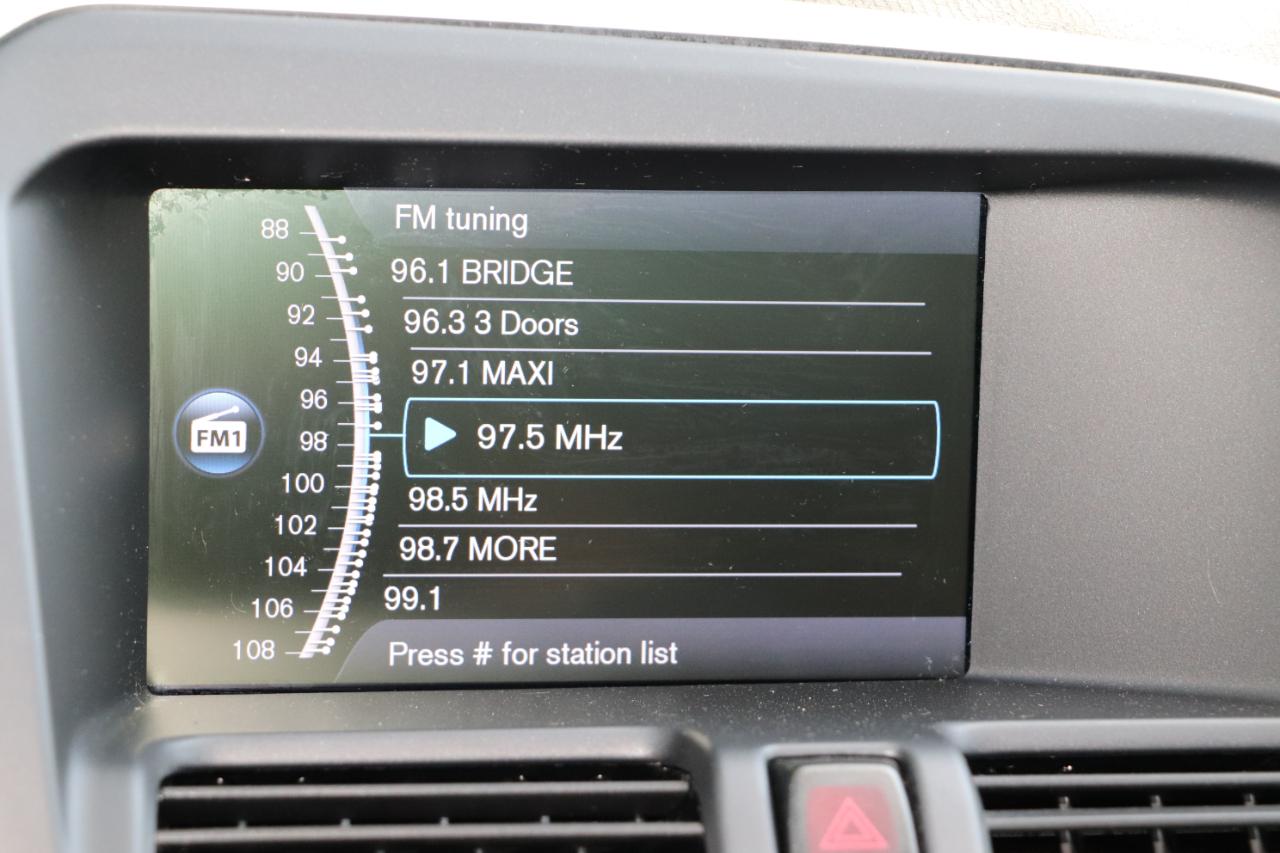 FM tuning
96.1 BRIDGE
96.3 3 Doors
97.1 MAXI
97.5 MHz
98.5 MHz
98.7 MORE
99.1
Press # for station list
FM1
88
90
92
94
96
98
100
102
104
106
108